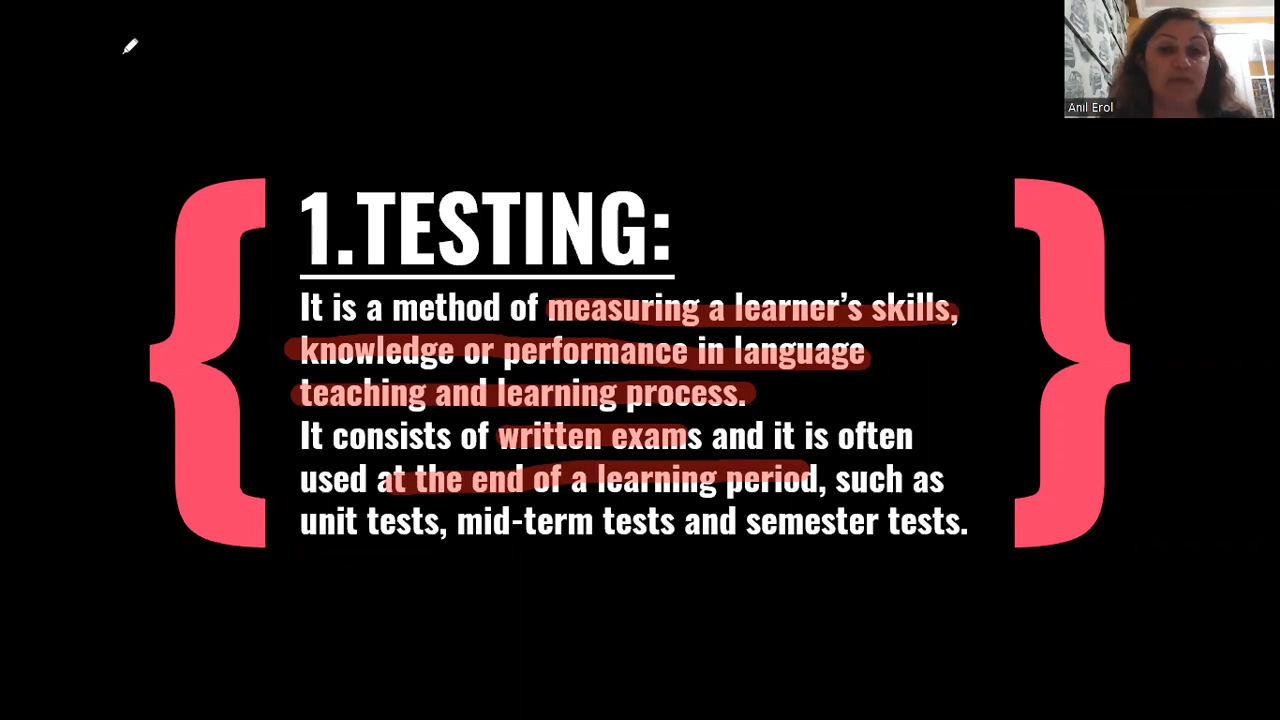 Anıl Erol
1.TESTING:
It is a method of measuring a learner’s skills,
knowledge or performance in language
teaching and learning process.
It consists of written exams and it is often
used at the end of a learning period, such as
unit tests, mid-term tests and semester tests.